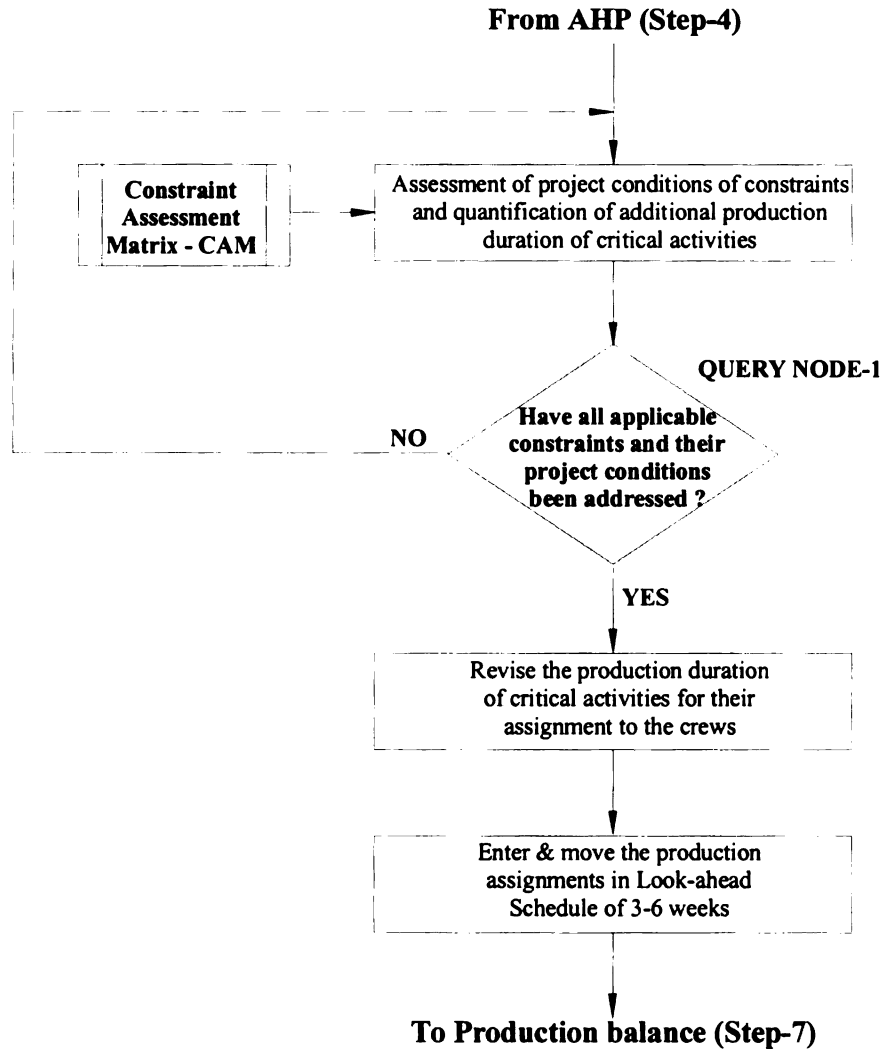 From AHP (Step-4)
Constraint
Assessment
Matrix - CAM
Assessment of project conditions of constraints
and quantification of additional production
duration of critical activities
QUERY NODE-1
Have all applicable
constraints and their
project conditions
been addressed ?
NO
YES
Revise the production duration
of critical activities for their
assignment to the crews
Enter & move the production
assignments in Look-ahead
Schedule of 3-6 weeks
To Production balance (Step-7)